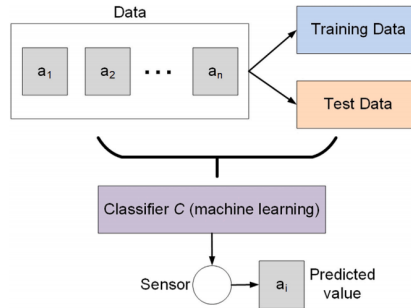 Data
a1 a2 ••• an
Training Data
Test Data
Classifier C (machine learning)
Sensor
ai
Predicted
value